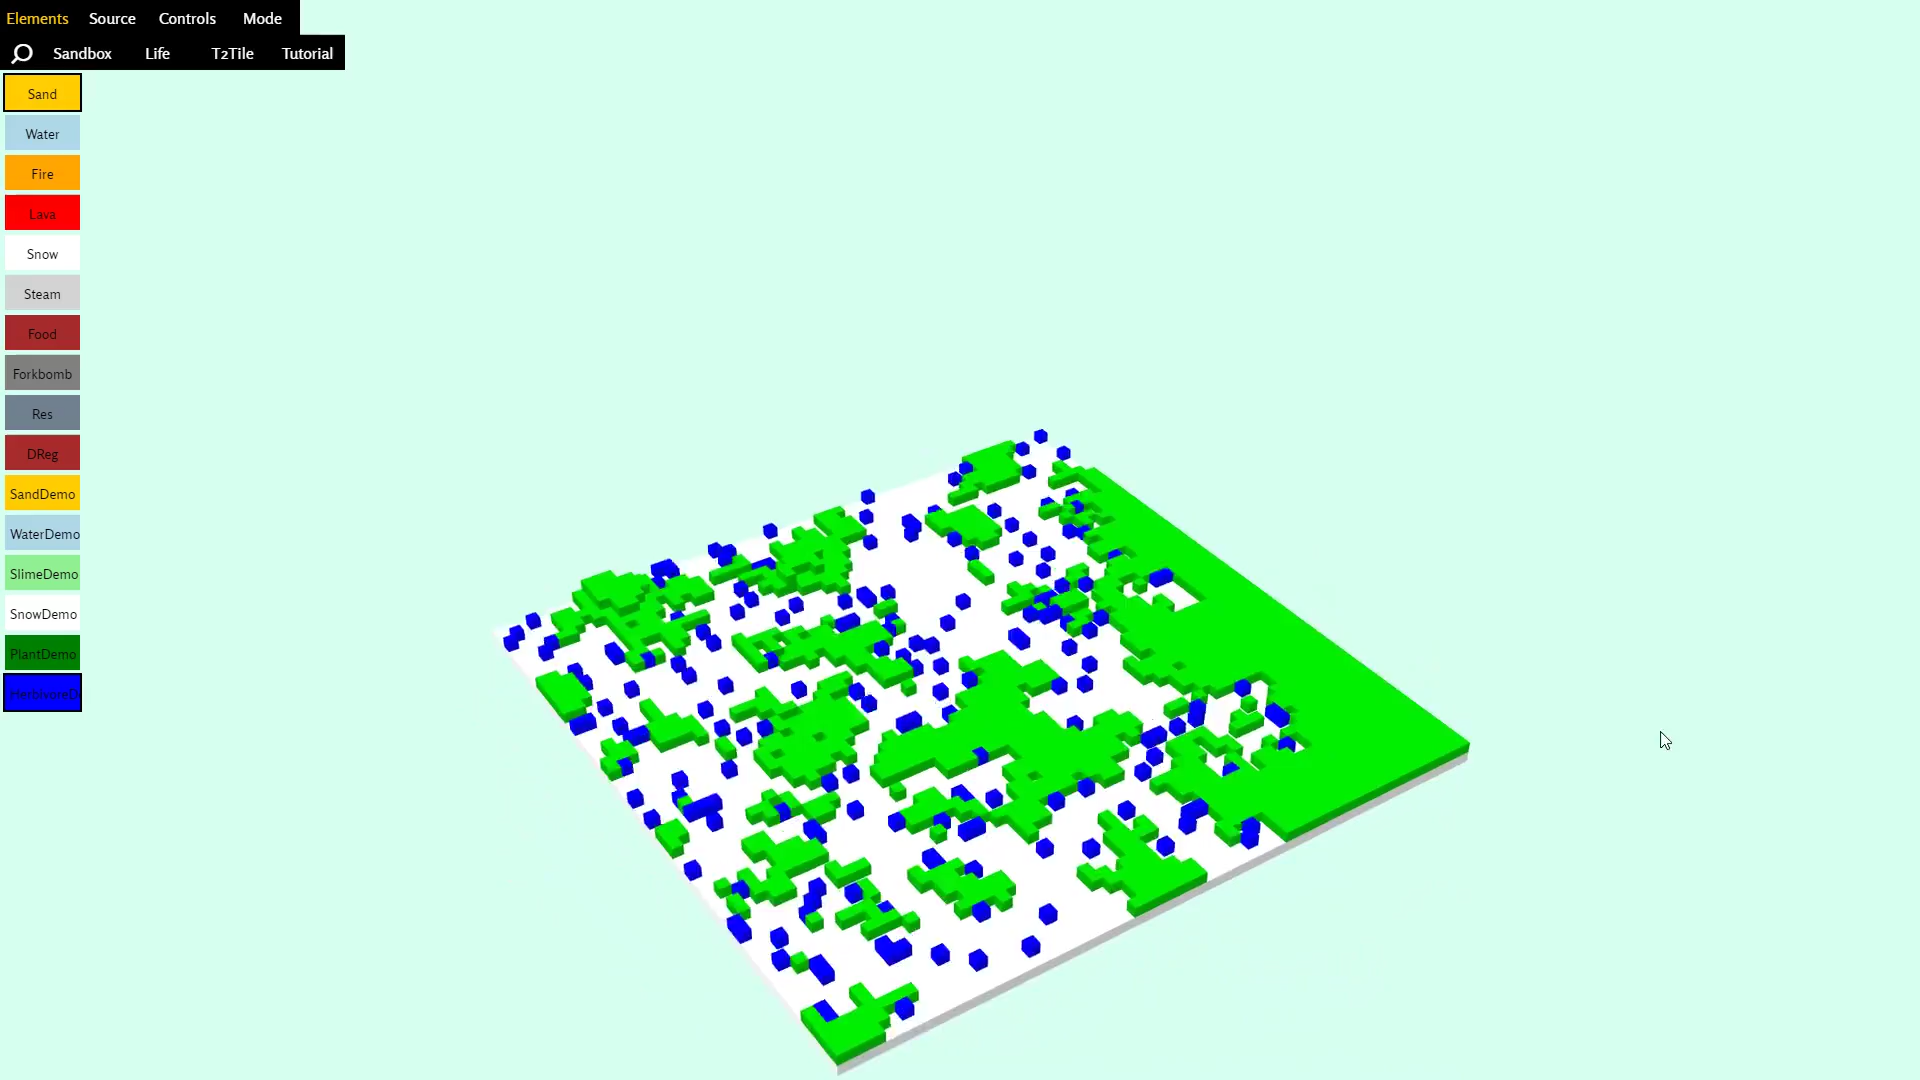 Elements Source Controls Mode
Sandbox Life T2Tile Tutorial
Sand
Water
Fire
Lava
Snow
Steam
Food
Forkbomb
Res
DReg
SandDemo
WaterDemo
SlimeDemo
SnowDemo
PlantDemo
HerbivoreD